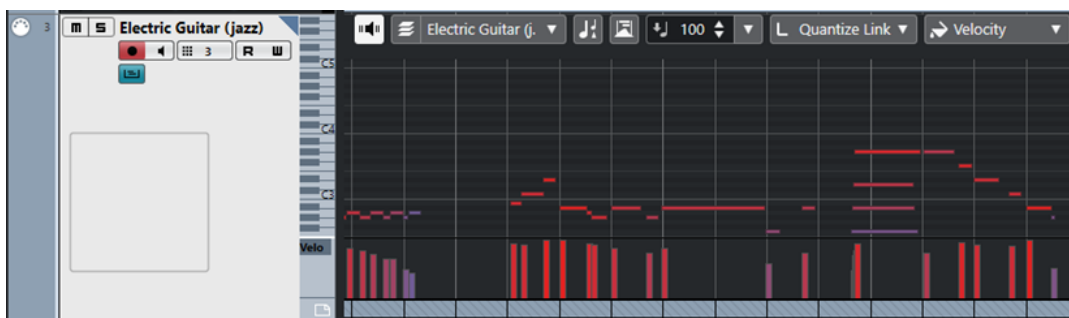 3 m S Electric Guitar (jazz) Electric Guitar (j. 100 L Quantize Link Velocity
3 R W
C5
C4
C3
Velo